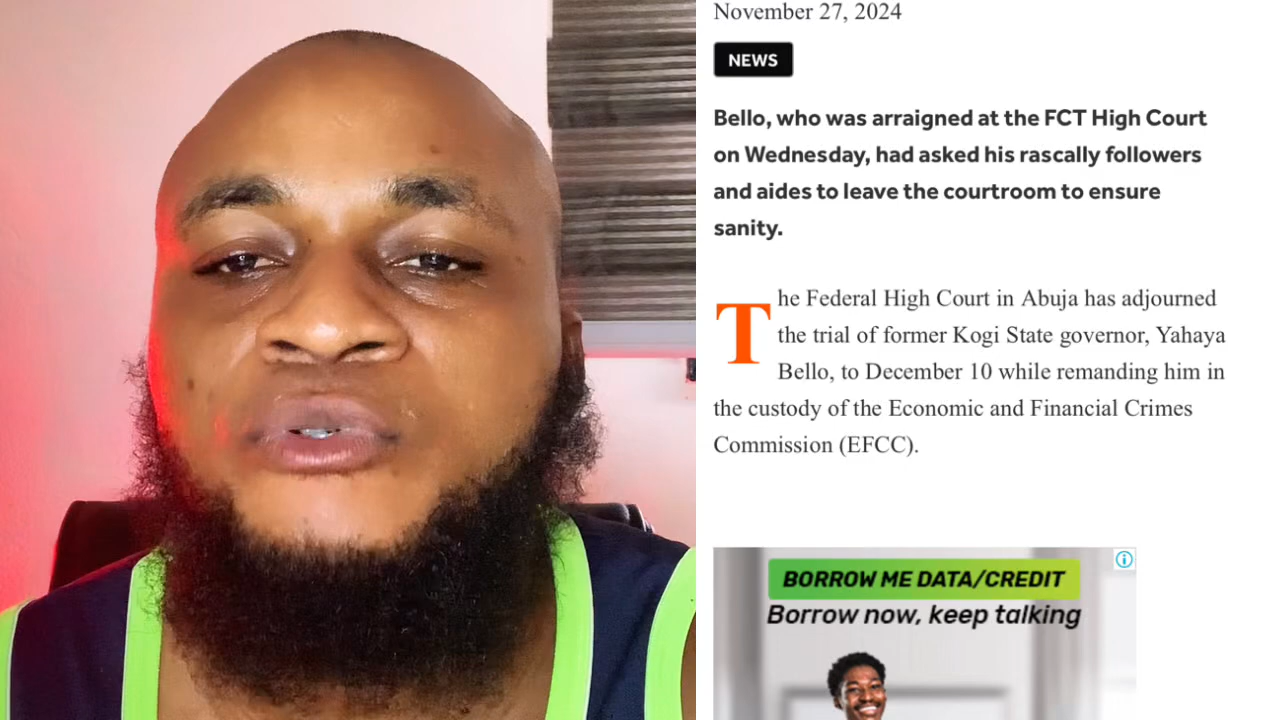 November 27, 2024
NEWS
Bello, who was arraigned at the FCT High Court
on Wednesday, had asked his rascally followers
and aides to leave the courtroom to ensure
sanity.
The Federal High Court in Abuja has adjourned
the trial of former Kogi State governor, Yahaya
Bello, to December 10 while remanding him in
the custody of the Economic and Financial Crimes
Commission (EFCC).
BORROW ME DATA/CREDIT
Borrow now, keep talking